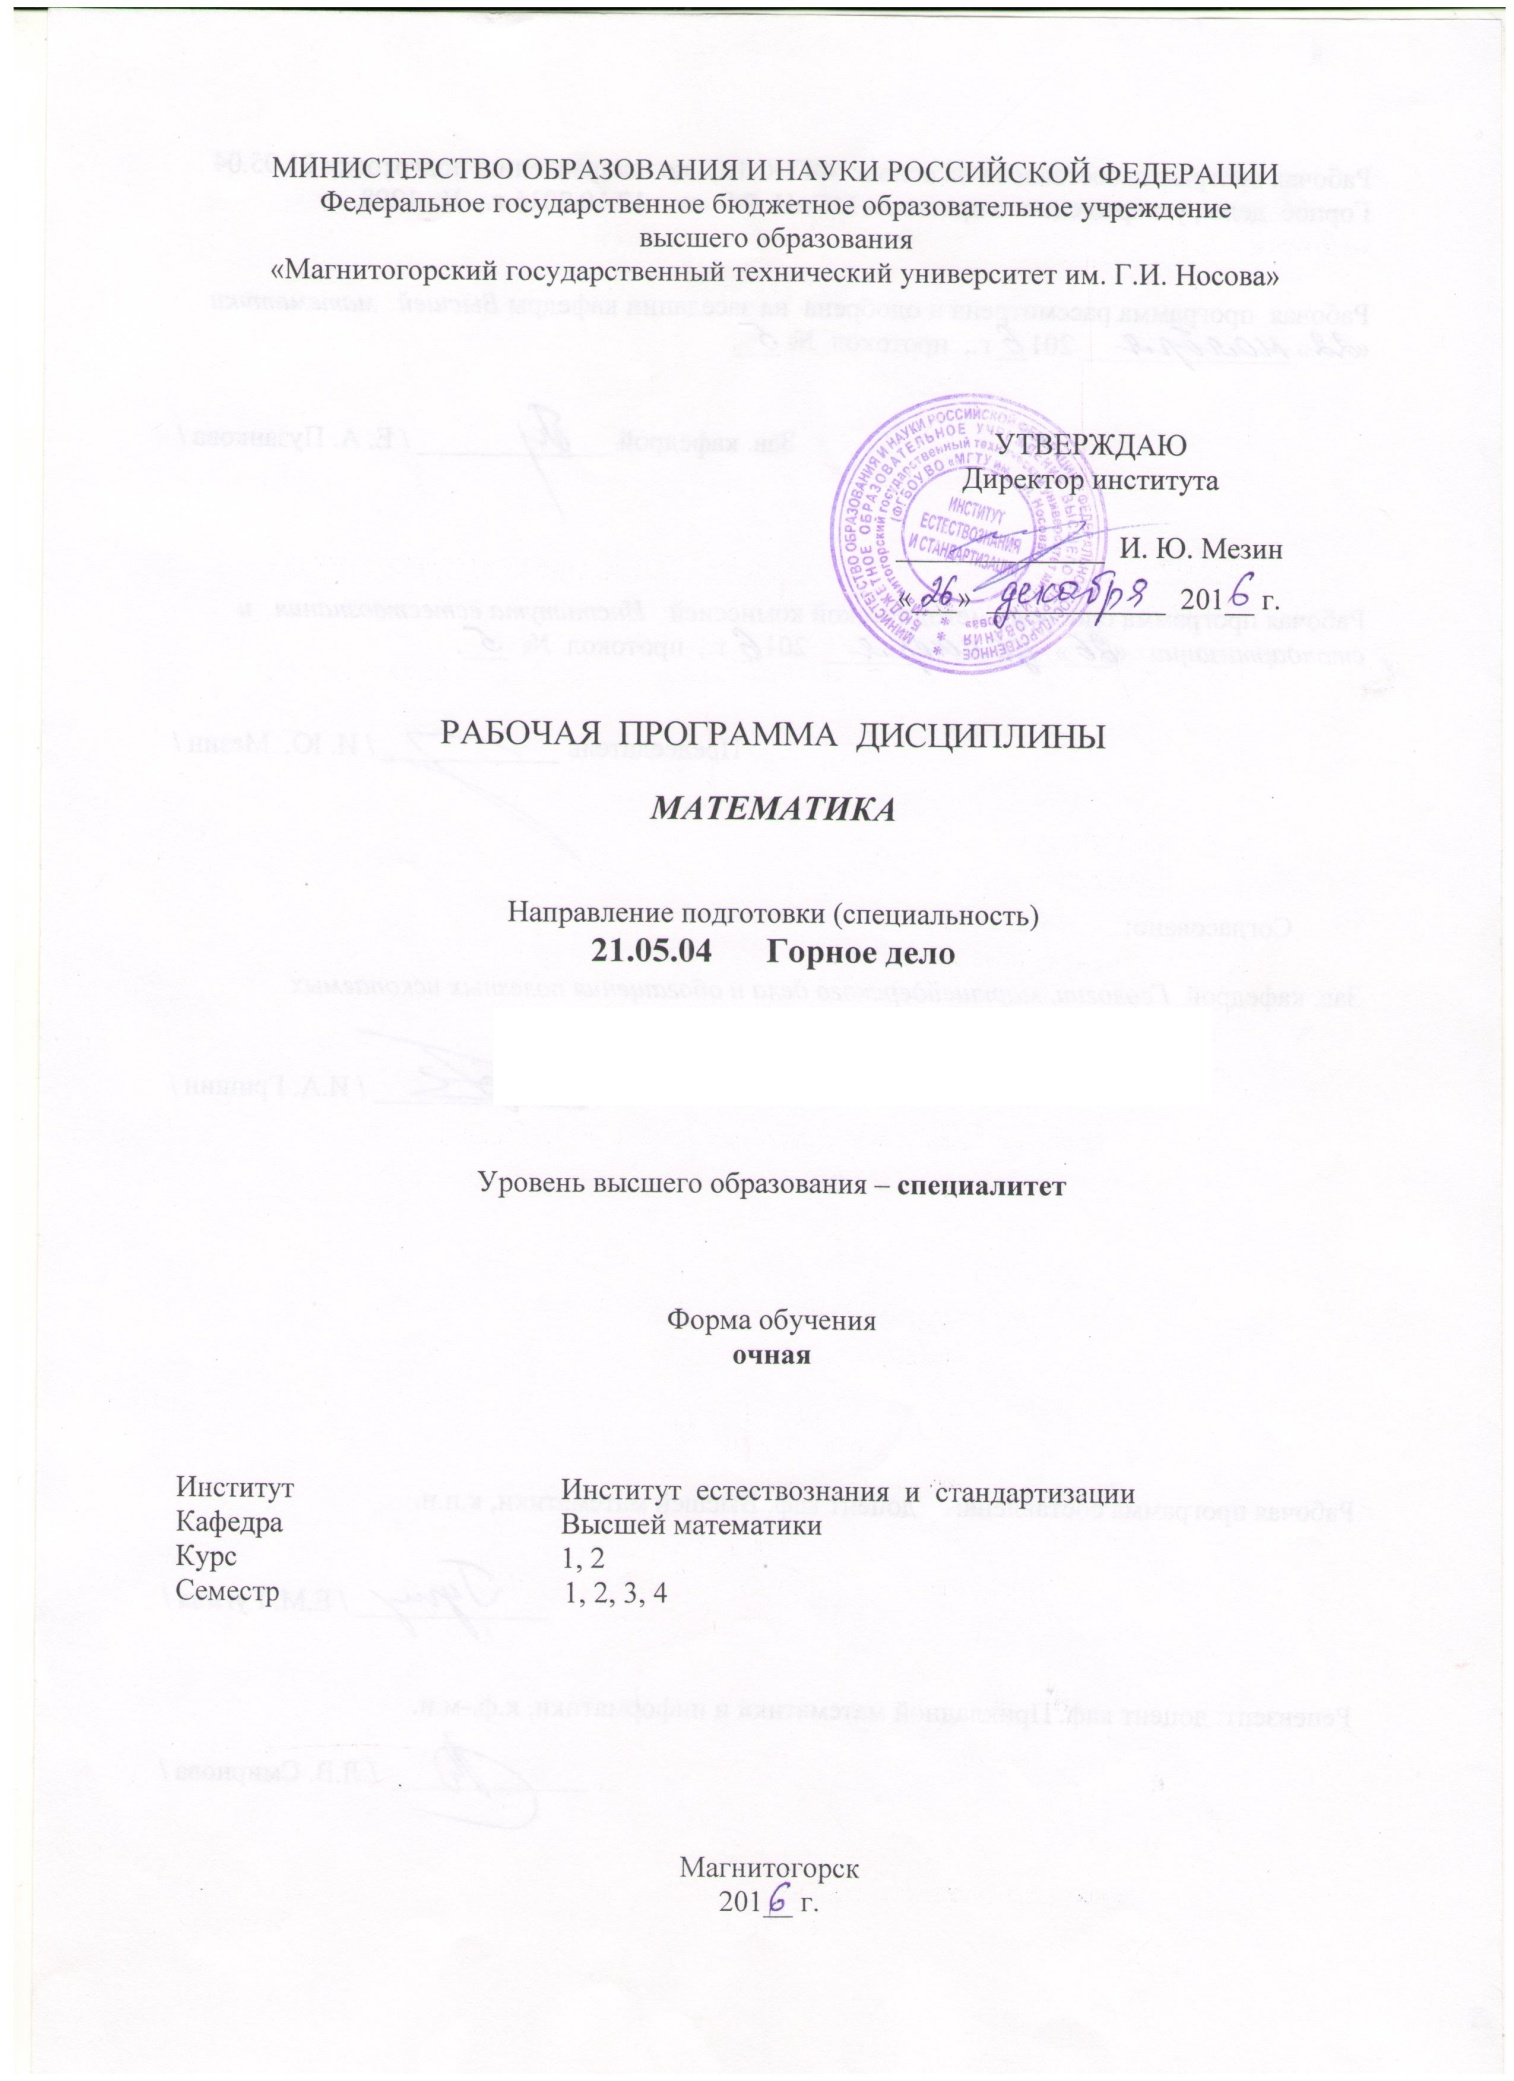 МИНИСТЕРСТВО ОБРАЗОВАНИЯ И НАУКИ РОССИЙСКОЙ ФЕДЕРАЦИИ
Федеральное государственное бюджетное образовательное учреждение
высшего образования
«Магнитогорский государственный технический университет им. Г.И. Носова»
УТВЕРЖДАЮ
Директор института
ИНСТИТУТ
ЕСТЕСТВОЗНАНИЯ
И СТАНДАРТИЗАЦИИ
И. Ю. Мезин
«26» декабря 2016 г.
РАБОЧАЯ ПРОГРАММА ДИСЦИПЛИНЫ
МАТЕМАТИКА
Направление подготовки (специальность)
21.05.04 Горное дело
Уровень высшего образования – специалитет
Форма обучения
очная
Институт Институт естествознания и стандартизации
Кафедра Высшей математики
Курс 1, 2
Семестр 1, 2, 3, 4
Магнитогорск
2016 г.